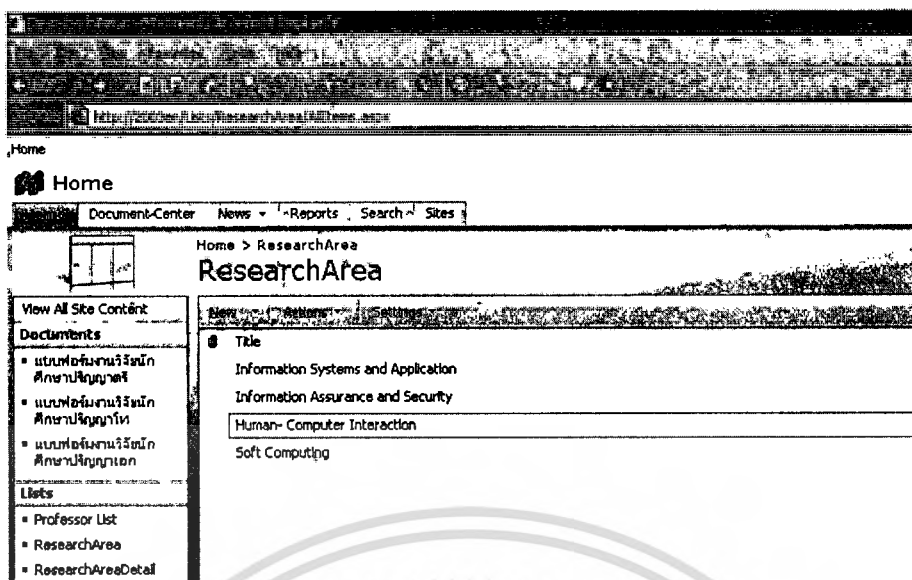 Home
Home
Document Center News Reports Search Sites
Home > ResearchArea
ResearchArea
View All Site Content
New Actions Settings
Documents
Title
แบบฟอร์มงานวิจัยนัก
ศึกษาปริญญาตรี
แบบฟอร์มงานวิจัยนัก
ศึกษาปริญญาโท
แบบฟอร์มงานวิจัยนัก
ศึกษาปริญญาเอก
Information Systems and Application
Information Assurance and Security
Human- Computer Interaction
Soft Computing
Lists
Professor List
ResearchArea
ResearchAreaDetail